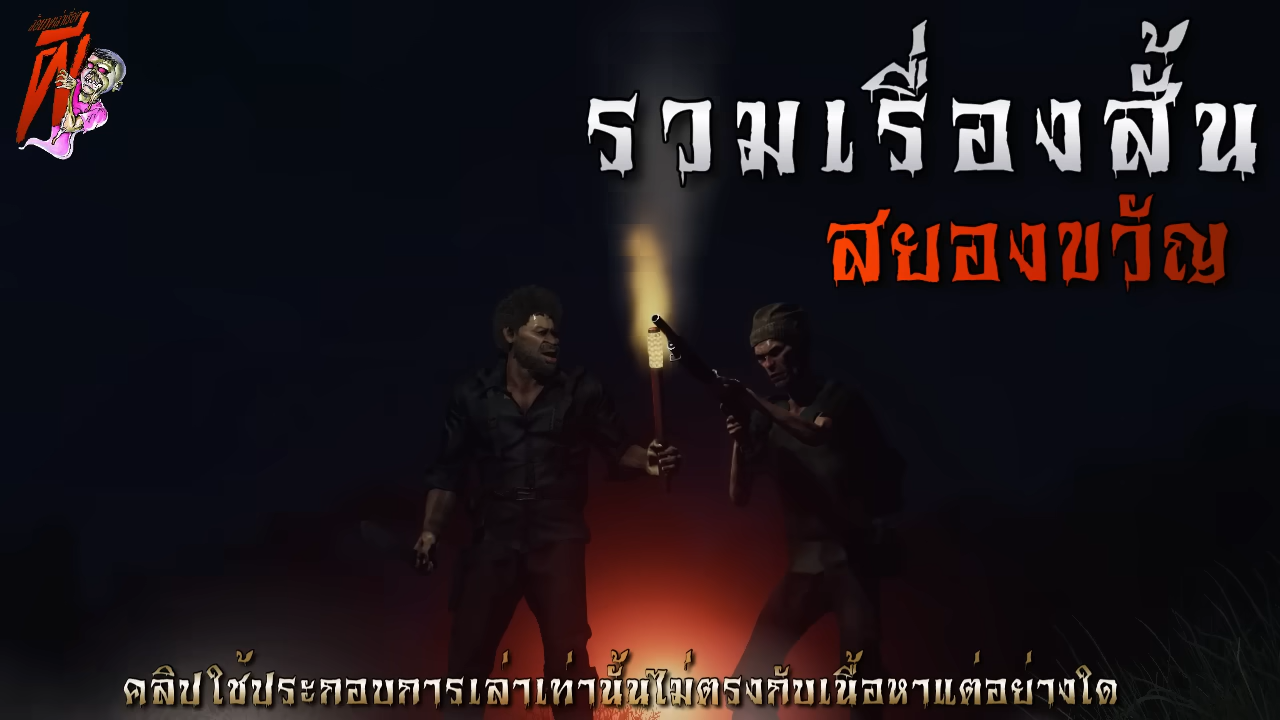 ผี
รวมเรื่องสั้น
สยองขวัญ
คลิปใช้ประกอบการเล่าเท่านั้นไม่ตรงกับเนื้อหาแต่อย่างใด